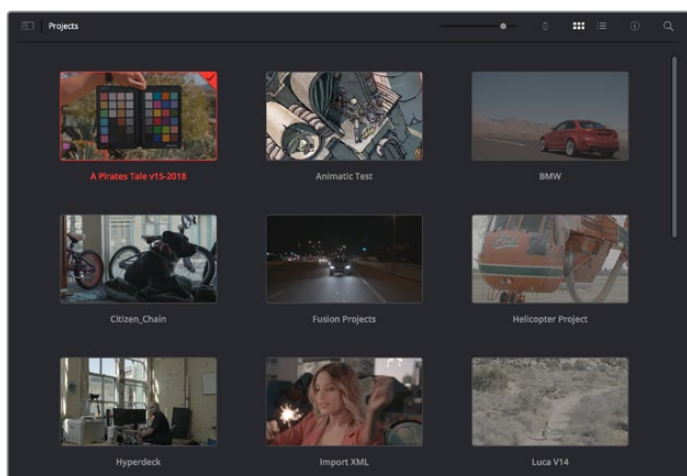 Projects
A Pirates Tale v15-2018
Animatic Test
BMW
Citizen_Chain
Fusion Projects
Helicopter Project
Hyperdeck
Import XML
Luca V14